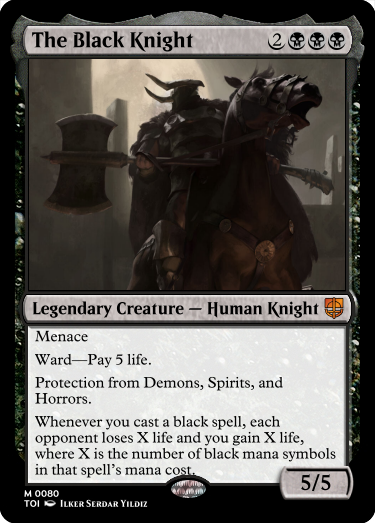 The Black Knight 2
Legendary Creature — Human Knight
Menace
Ward—Pay 5 life.
Protection from Demons, Spirits, and
Horrors.
Whenever you cast a black spell, each
opponent loses X life and you gain X life,
where X is the number of black mana symbols
in that spell's mana cost.
5/5
M 0080
TOI ILKER SERDAR YILDIZ